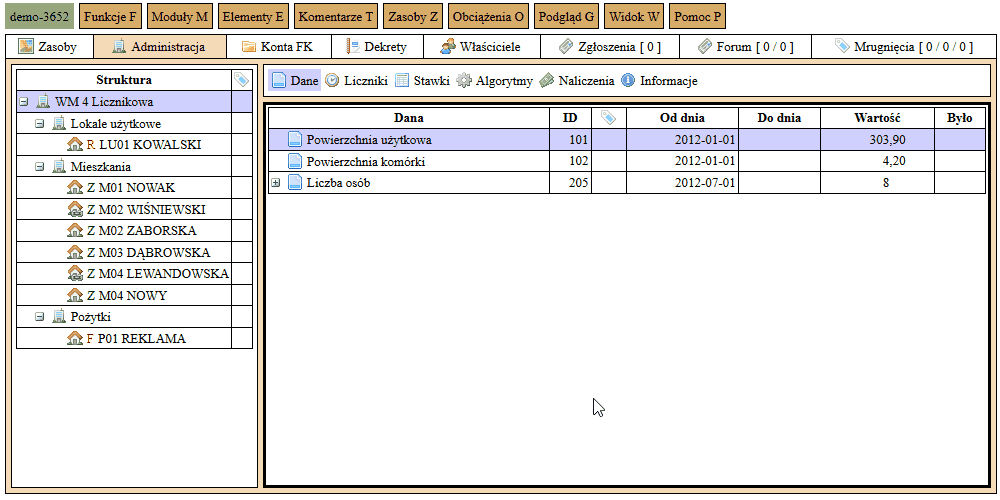 demo-3652 Funkcje F Moduły M Elementy E Komentarze T Zasoby Z Obciążenia O Podgląd G Widok W Pomoc P
Zasoby Administracja Konta FK Dekrety Właściciele Zgłoszenia [ 0 ] Forum [ 0 / 0 ] Mrugnięcia [ 0 / 0 / 0 ]
Struktura
WM 4 Licznikowa
Lokale użytkowe
R LU01 KOWALSKI
Mieszkania
Z M01 NOWAK
Z M02 WIŚNIEWSKI
Z M02 ZABORSKA
Z M03 DĄBROWSKA
Z M04 LEWANDOWSKA
Z M04 NOWY
Pożytki
F P01 REKLAMA
Dane Liczniki Stawki Algorytmy Naliczenia Informacje
Dana ID Od dnia Do dnia Wartość Było
Powierzchnia użytkowa 101 2012-01-01 303,90
Powierzchnia komórki 102 2012-01-01 4,20
Liczba osób 205 2012-07-01 8